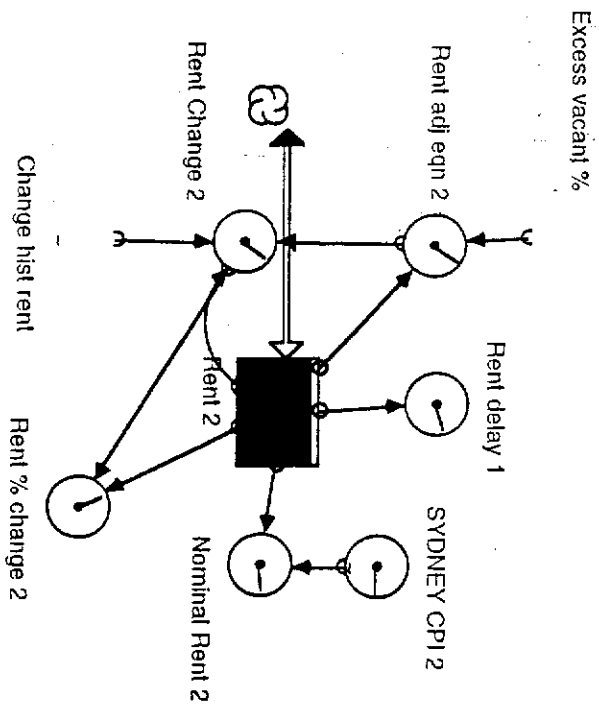 Excess vacant %
Rent adj eqn 2
Rent delay 1
SYDNEY CPI 2
Rent Change 2
Rent 2
Nominal Rent 2
Change hist rent
Rent % change 2